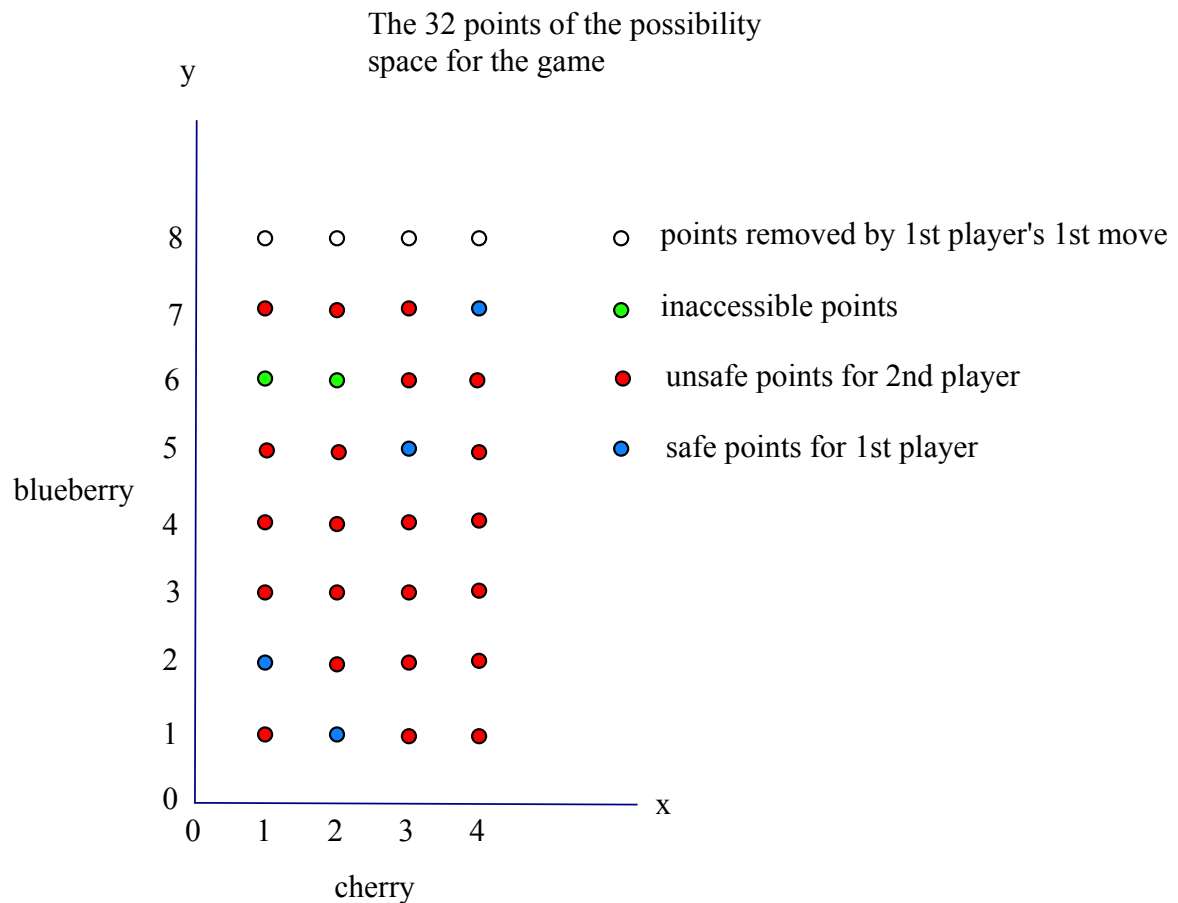 The 32 points of the possibility
space for the game
y
8
points removed by 1st player's 1st move
7
inaccessible points
6
unsafe points for 2nd player
5
safe points for 1st player
blueberry
4
3
2
1
0
x
0 1 2 3 4
cherry